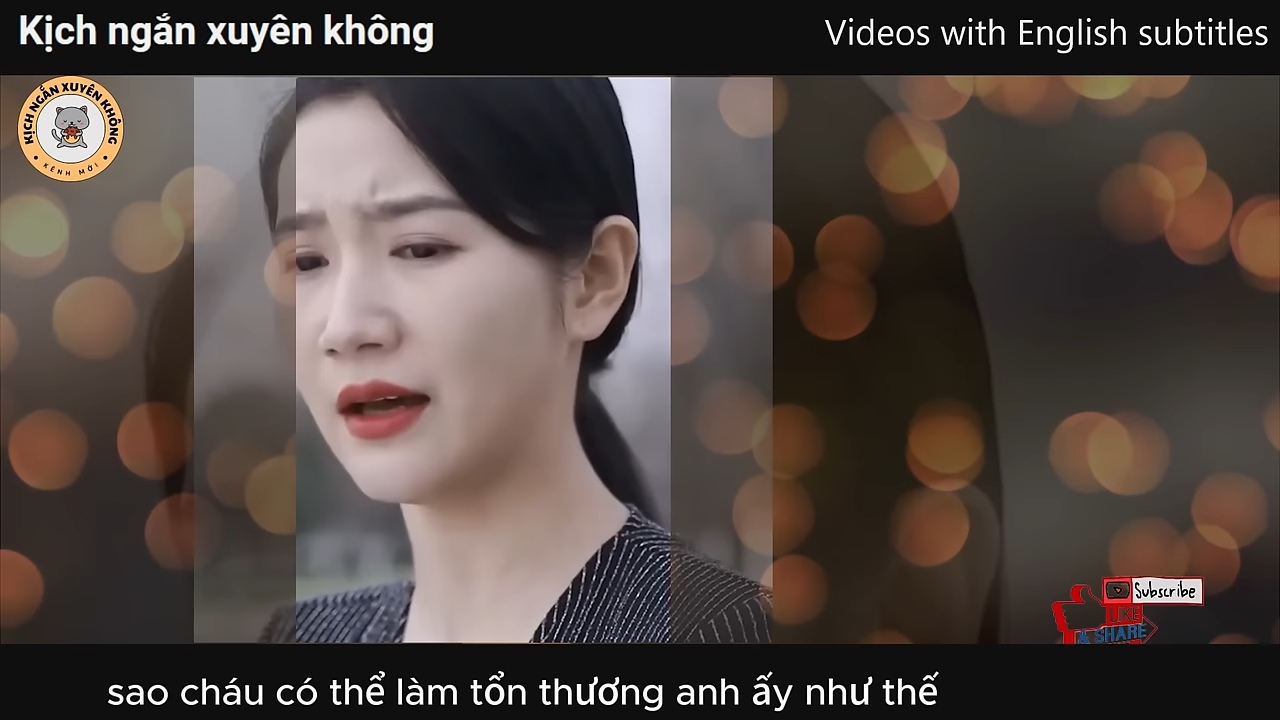 Kịch ngắn xuyên không
Videos with English subtitles
KỊCH NGẮN XUYÊN KHÔNG
• KÊNH MỚI •
Subscribe
LIKE
& SHARE
sao cháu có thể làm tổn thương anh ấy như thế